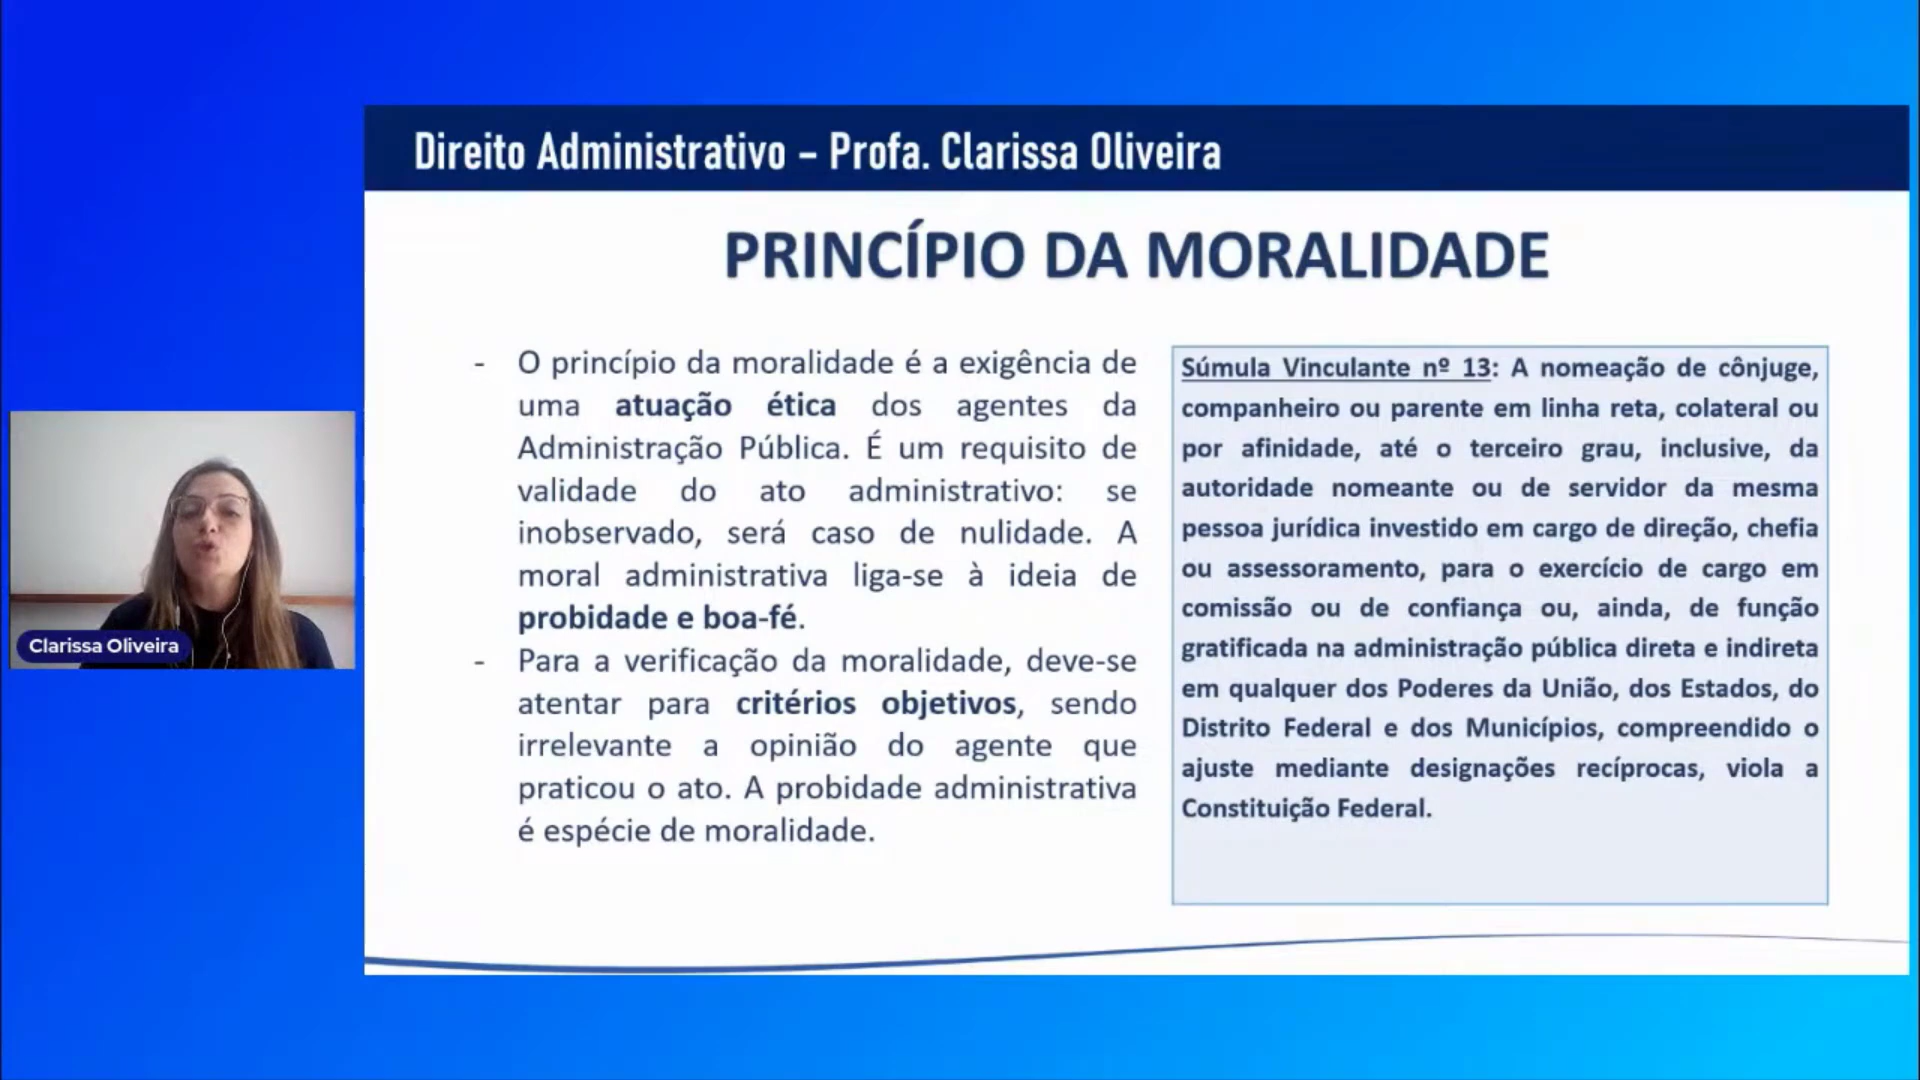 Direito Administrativo – Profa. Clarissa Oliveira
PRINCÍPIO DA MORALIDADE
- O princípio da moralidade é a exigência de
uma atuação ética dos agentes da
Administração Pública. É um requisito de
validade do ato administrativo: se
inobservado, será caso de nulidade. A
moral administrativa liga-se à ideia de
probidade e boa-fé.
- Para a verificação da moralidade, deve-se
atentar para critérios objetivos, sendo
irrelevante a opinião do agente que
praticou o ato. A probidade administrativa
é espécie de moralidade.
Súmula Vinculante nº 13: A nomeação de cônjuge,
companheiro ou parente em linha reta, colateral ou
por afinidade, até o terceiro grau, inclusive, da
autoridade nomeante ou de servidor da mesma
pessoa jurídica investido em cargo de direção, chefia
ou assessoramento, para o exercício de cargo em
comissão ou de confiança ou, ainda, de função
gratificada na administração pública direta e indireta
em qualquer dos Poderes da União, dos Estados, do
Distrito Federal e dos Municípios, compreendido o
ajuste mediante designações recíprocas, viola a
Constituição Federal.
Clarissa Oliveira